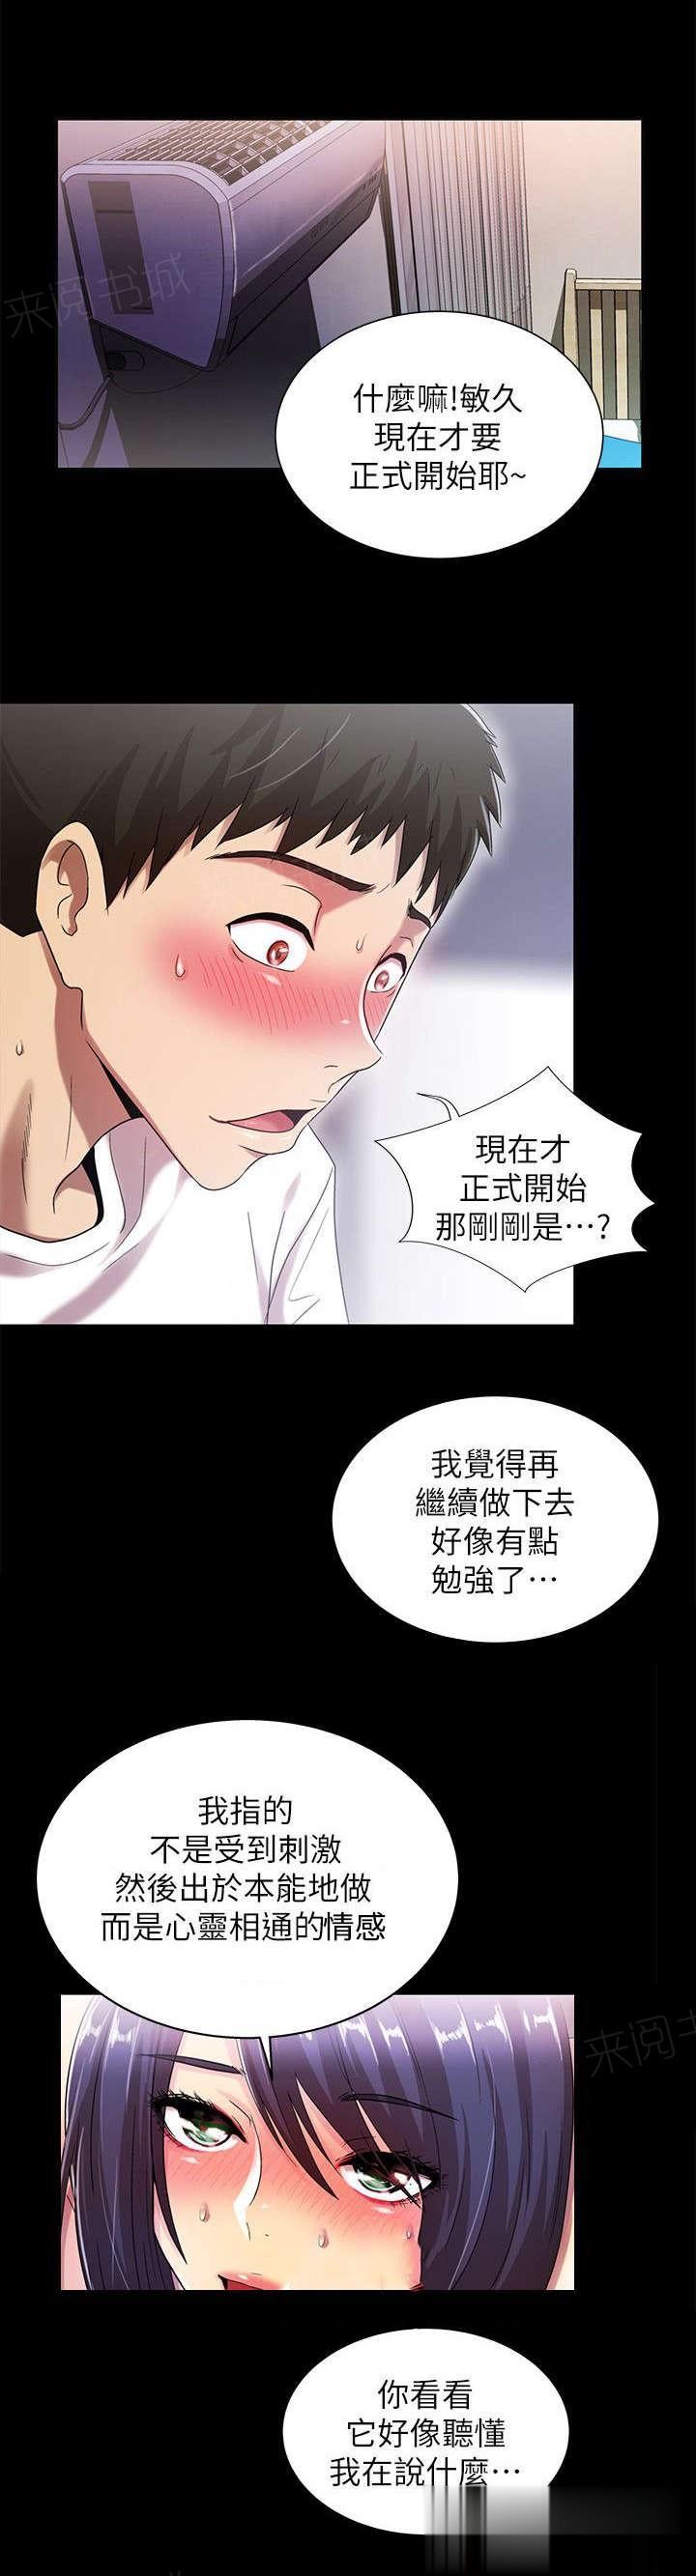 来阅书城
什麼嘛!敏久
現在才要
正式開始耶~
現在才
正式開始
那剛剛是…?
我覺得再
繼續做下去
好像有點
勉強了…
我指的
不是受到刺激
然後出於本能地做
而是心靈相通的情感
来阅书城
你看看
它好像聽懂
我在說什麼…